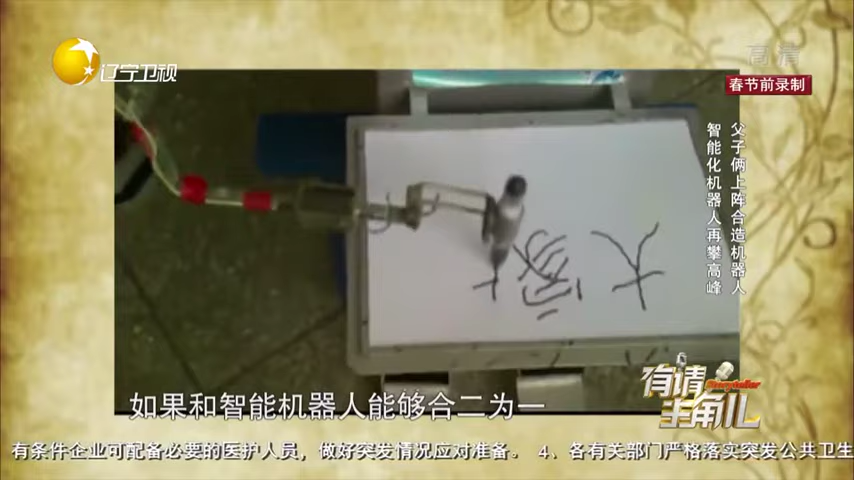 辽宁卫视
高清
春节前录制
父子俩上阵合造机器人
智能化机器人再攀高峰
大家
有请主角儿
Storyteller
如果和智能机器人能够合二为一
有条件企业可配备必要的医护人员，做好突发情况应对准备。 4、各有关部门严格落实突发公共卫生